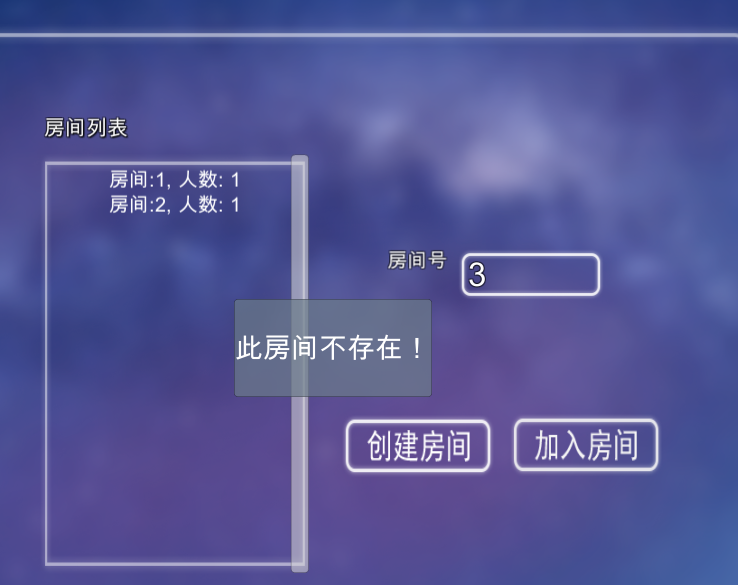 房间列表
房间:1, 人数: 1
房间:2, 人数: 1
房间号
3
此房间不存在！
创建房间
加入房间